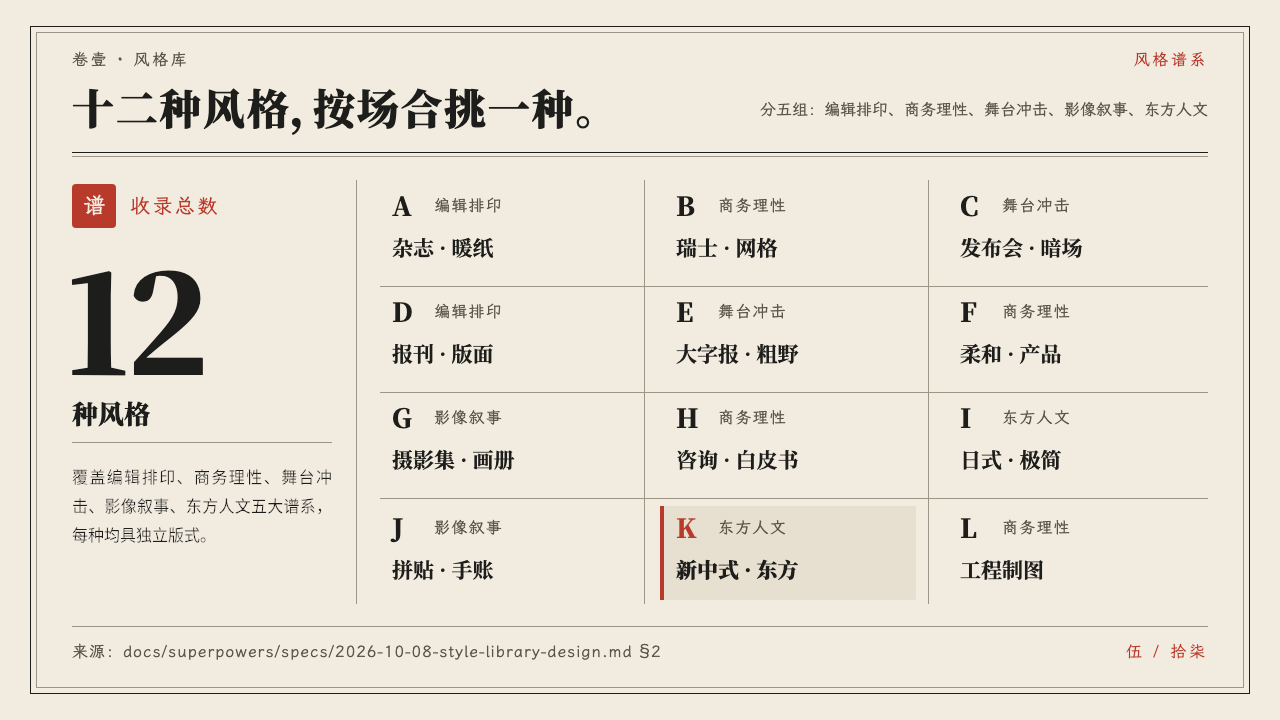 卷壹 · 风格库
风格谱系
十二种风格，按场合挑一种。
分五组：编辑排印、商务理性、舞台冲击、影像叙事、东方人文
谱
收录总数
12
种风格
覆盖编辑排印、商务理性、舞台冲
击、影像叙事、东方人文五大谱系，
每种均具独立版式。
A 编辑排印
杂志 · 暖纸
B 商务理性
瑞士 · 网格
C 舞台冲击
发布会 · 暗场
D 编辑排印
报刊 · 版面
E 舞台冲击
大字报 · 粗野
F 商务理性
柔和 · 产品
G 影像叙事
摄影集 · 画册
H 商务理性
咨询 · 白皮书
I 东方人文
日式 · 极简
J 影像叙事
拼贴 · 手账
K 东方人文
新中式 · 东方
L 商务理性
工程制图
来源：docs/superpowers/specs/2026-10-08-style-library-design.md §2
伍 / 拾柒